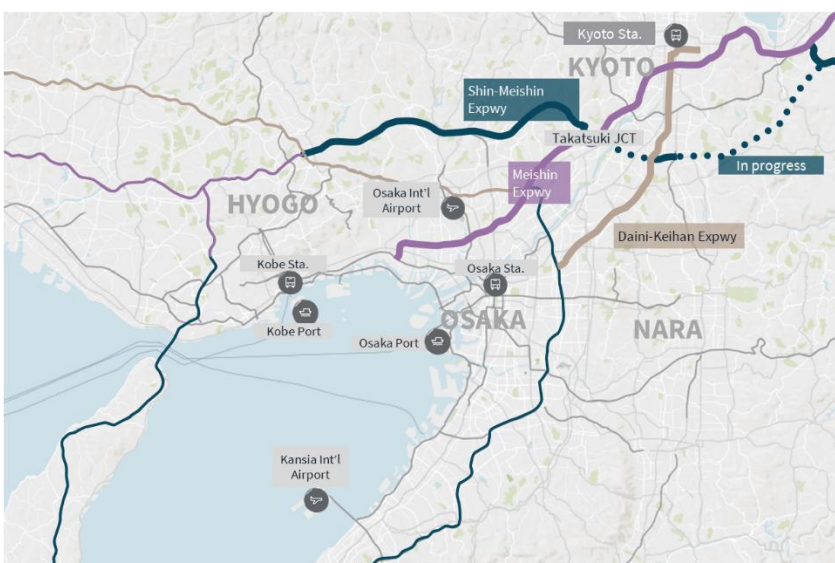 Kyoto Sta.
KYOTO
Shin-Meishin
Expwy
Takatsuki JCT
In progress
Meishin
Expwy
Osaka Int'l
Airport
HYOGO
Daini-Keihan Expwy
Kobe Sta.
Osaka Sta.
Kobe Port
OSAKA
NARA
Osaka Port
Kansia Int'l
Airport